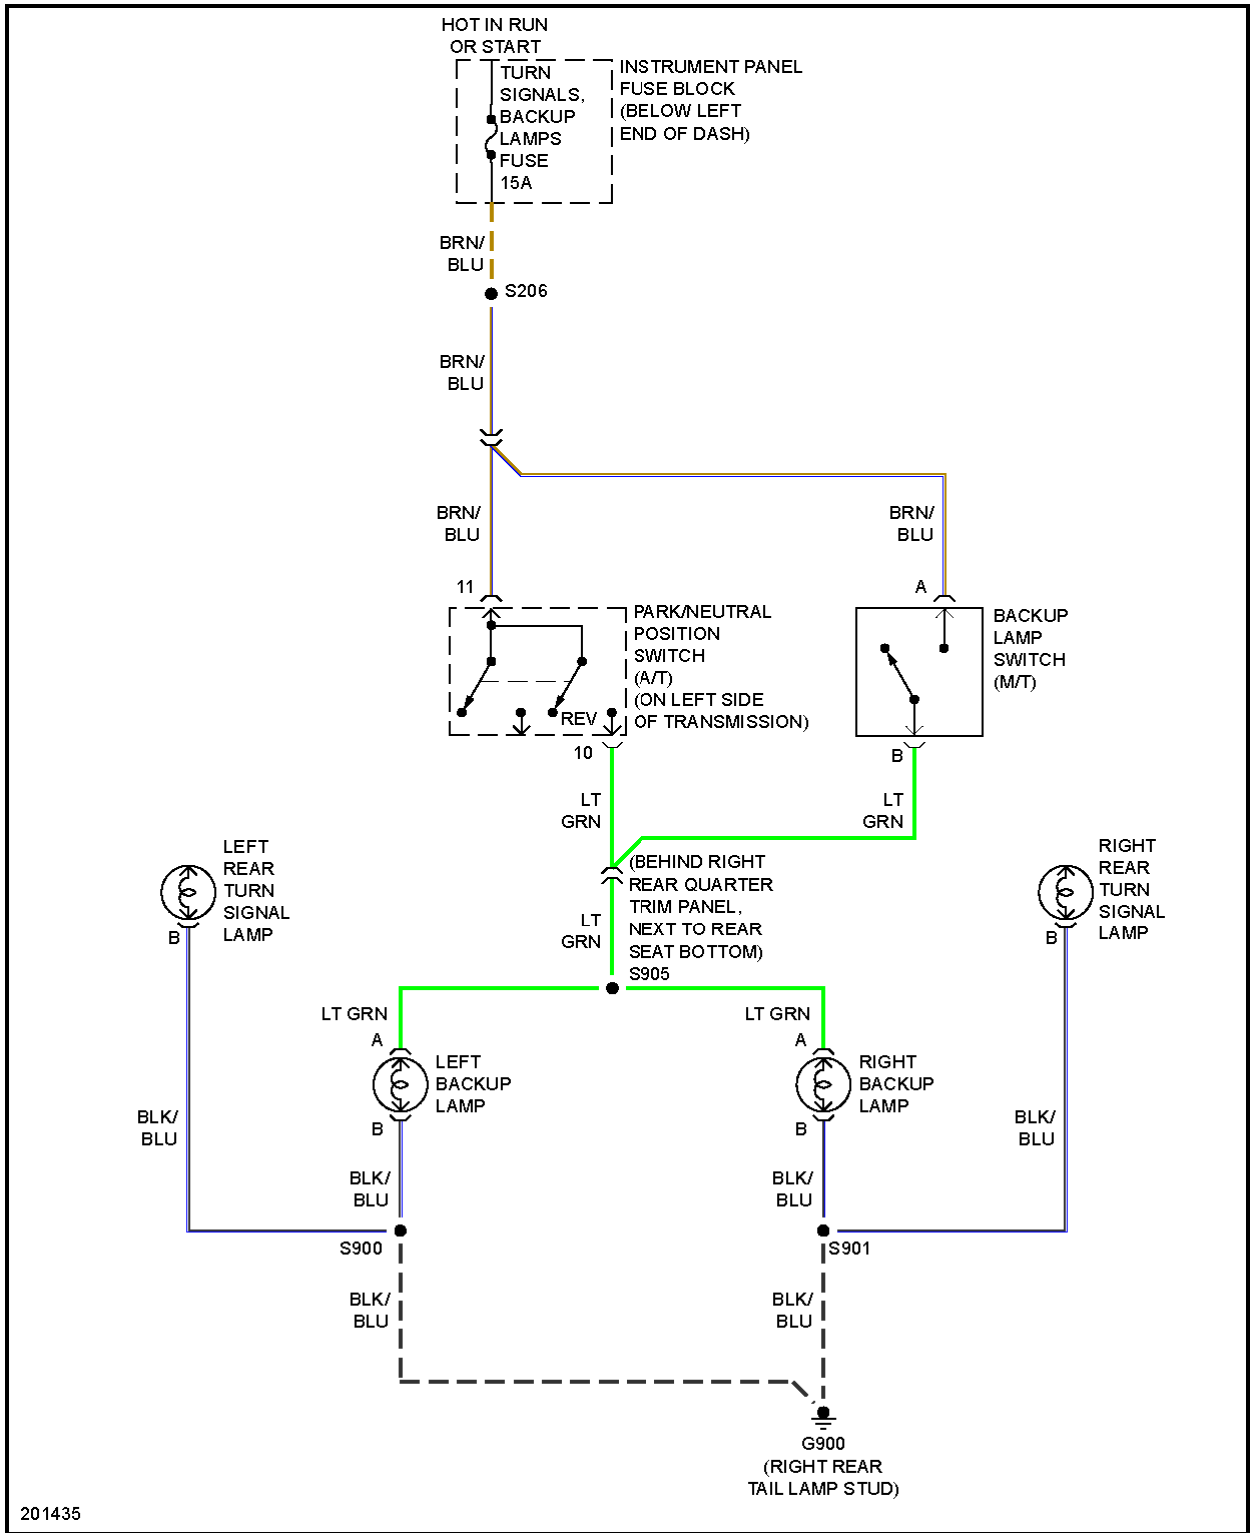 HOT IN RUN
OR START
TURN
SIGNALS,
BACKUP
LAMPS
FUSE
15A
INSTRUMENT PANEL
FUSE BLOCK
(BELOW LEFT
END OF DASH)
BRN/
BLU
S206
BRN/
BLU
BRN/
BLU
BRN/
BLU
11
A
PARK/NEUTRAL
POSITION
SWITCH
(A/T)
(ON LEFT SIDE
OF TRANSMISSION)
REV
BACKUP
LAMP
SWITCH
(M/T)
10
B
LT
GRN
LT
GRN
LEFT
REAR
TURN
SIGNAL
LAMP
B
(BEHIND RIGHT
REAR QUARTER
TRIM PANEL,
NEXT TO REAR
SEAT BOTTOM)
S905
LT
GRN
RIGHT
REAR
TURN
SIGNAL
LAMP
B
LT GRN
A
LT GRN
A
LEFT
BACKUP
LAMP
B
RIGHT
BACKUP
LAMP
B
BLK/
BLU
BLK/
BLU
BLK/
BLU
BLK/
BLU
S900
S901
BLK/
BLU
BLK/
BLU
G900
(RIGHT REAR
TAIL LAMP STUD)
201435